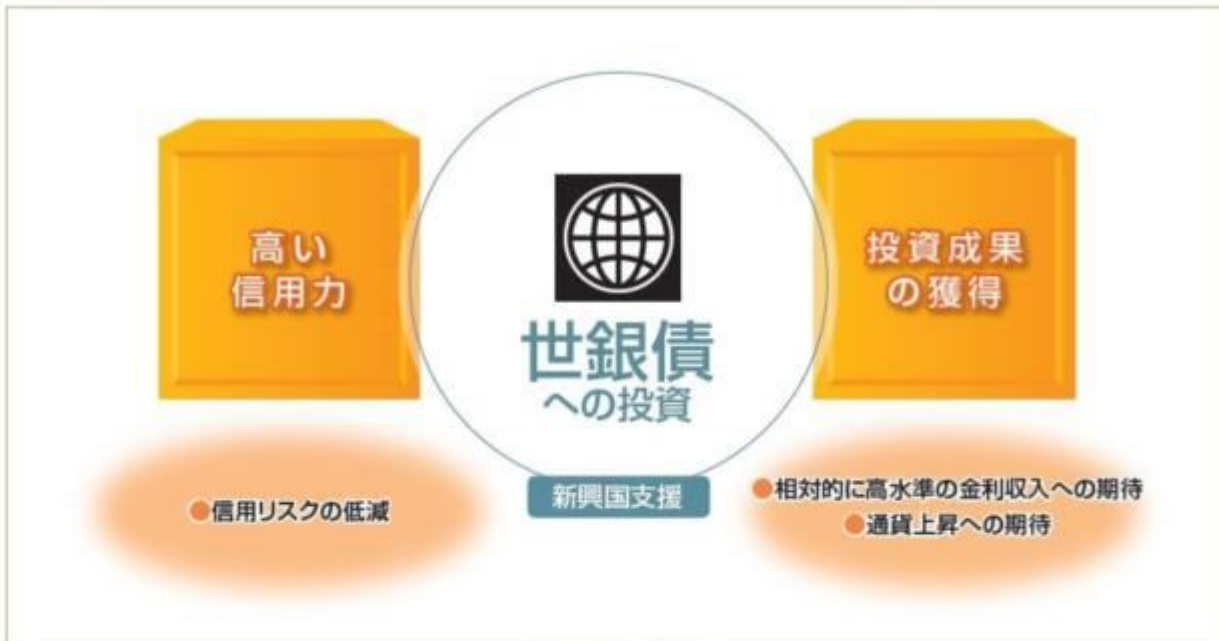 高い
信用力
世銀債
への投資
投資成果
の獲得
●信用リスクの低減
新興国支援
●相対的に高水準の金利収入への期待
●通貨上昇への期待